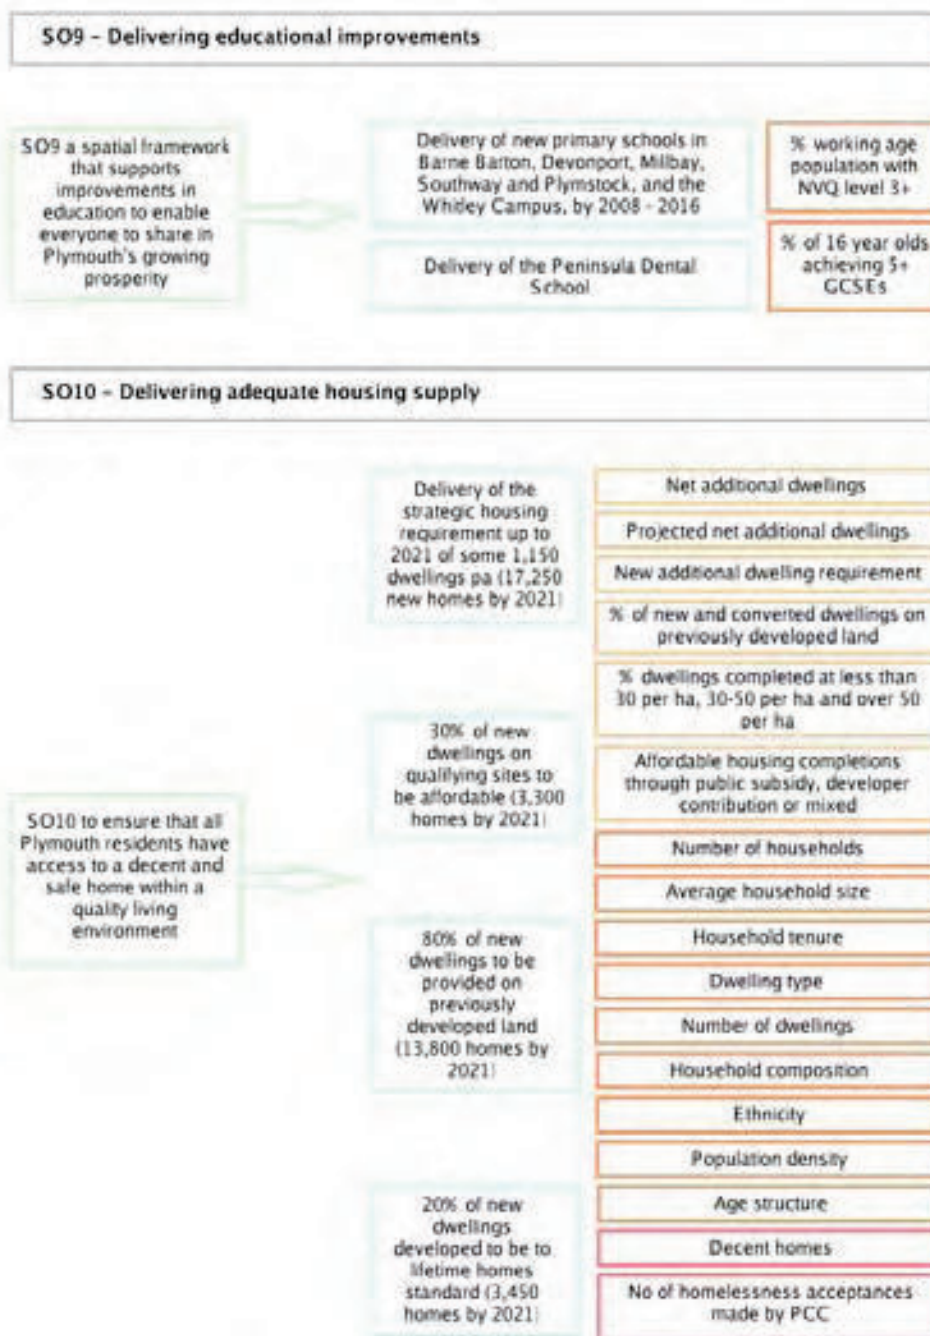 SO9 – Delivering educational improvements
SO9 a spatial framework
that supports
improvements in
education to enable
everyone to share in
Plymouth's growing
prosperity
Delivery of new primary schools in
Barne Barton, Devonport, Millbay,
Southway and Plymstock, and the
Whitley Campus, by 2008 - 2016
Delivery of the Peninsula Dental
School
% working age
population with
NVQ level 3+
% of 16 year olds
achieving 5+
GCSEs
SO10 – Delivering adequate housing supply
SO10 to ensure that all
Plymouth residents have
access to a decent and
safe home within a
quality living
environment
Delivery of the
strategic housing
requirement up to
2021 of some 1,150
dwellings pa (17,250
new homes by 2021)
30% of new
dwellings on
qualifying sites to
be affordable (3,300
homes by 2021)
80% of new
dwellings to be
provided on
previously
developed land
(13,800 homes by
2021)
20% of new
dwellings
developed to be to
lifetime homes
standard (3,450
homes by 2021)
Net additional dwellings
Projected net additional dwellings
New additional dwelling requirement
% of new and converted dwellings on
previously developed land
% dwellings completed at less than
30 per ha, 30-50 per ha and over 50
per ha
Affordable housing completions
through public subsidy, developer
contribution or mixed
Number of households
Average household size
Household tenure
Dwelling type
Number of dwellings
Household composition
Ethnicity
Population density
Age structure
Decent homes
No of homelessness acceptances
made by PCC